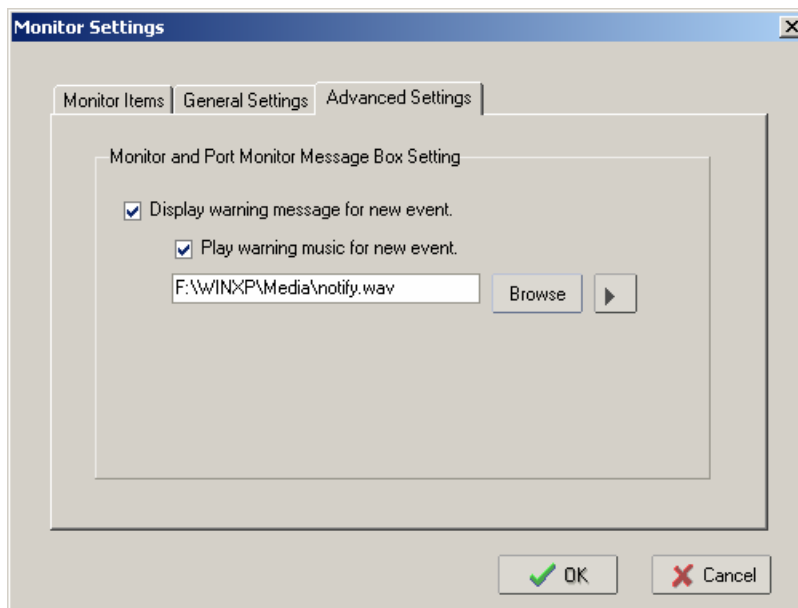 Monitor Settings
Monitor Items General Settings Advanced Settings
Monitor and Port Monitor Message Box Setting
Display warning message for new event.
Play warning music for new event.
F:\WINXP\Media\notify.wav Browse
OK Cancel